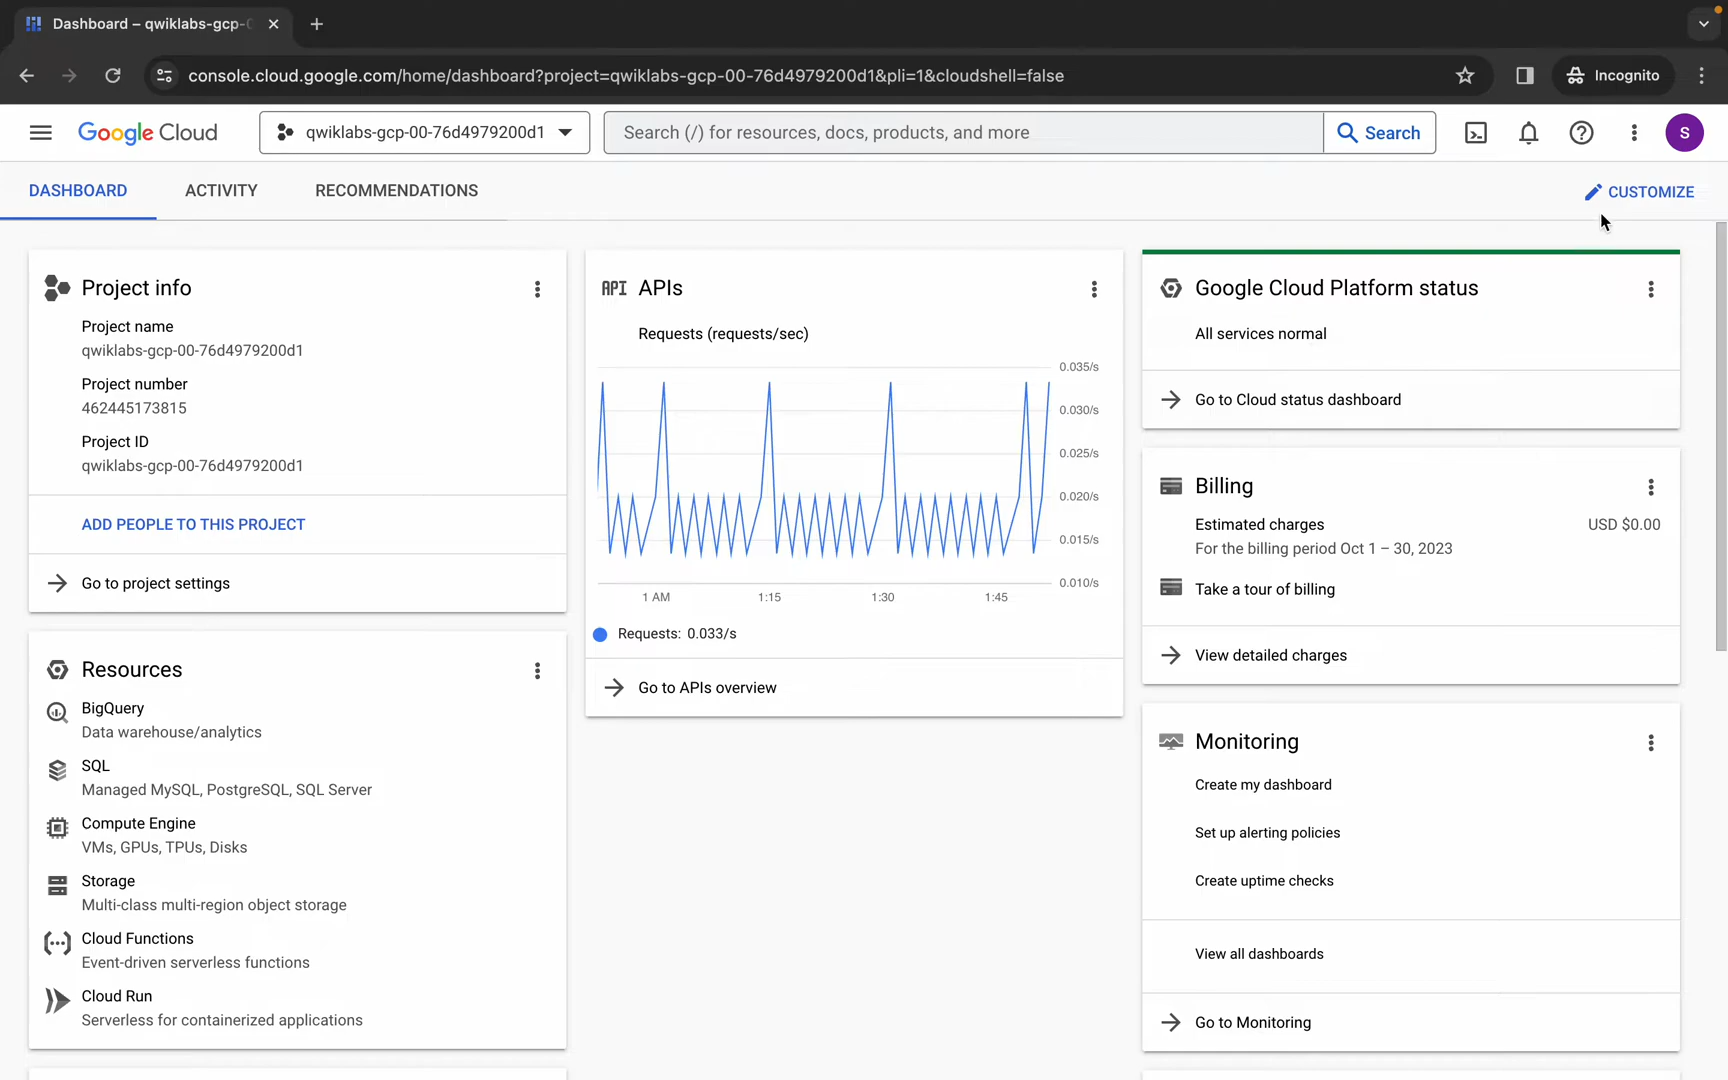 Dashboard – qwiklabs-gcp-0
console.cloud.google.com/home/dashboard?project=qwiklabs-gcp-00-76d4979200d1&pli=1&cloudshell=false
Incognito
Google Cloud
qwiklabs-gcp-00-76d4979200d1
Search (/) for resources, docs, products, and more
Search
S
DASHBOARD
ACTIVITY
RECOMMENDATIONS
CUSTOMIZE
Project info
Project name
qwiklabs-gcp-00-76d4979200d1
Project number
462445173815
Project ID
qwiklabs-gcp-00-76d4979200d1
ADD PEOPLE TO THIS PROJECT
Go to project settings
Resources
BigQuery
Data warehouse/analytics
SQL
Managed MySQL, PostgreSQL, SQL Server
Compute Engine
VMs, GPUs, TPUs, Disks
Storage
Multi-class multi-region object storage
Cloud Functions
Event-driven serverless functions
Cloud Run
Serverless for containerized applications
API APIs
Requests (requests/sec)
0.035/s
0.030/s
0.025/s
0.020/s
0.015/s
0.010/s
1 AM 1:15 1:30 1:45
Requests: 0.033/s
Go to APIs overview
Google Cloud Platform status
All services normal
Go to Cloud status dashboard
Billing
Estimated charges USD $0.00
For the billing period Oct 1 – 30, 2023
Take a tour of billing
View detailed charges
Monitoring
Create my dashboard
Set up alerting policies
Create uptime checks
View all dashboards
Go to Monitoring